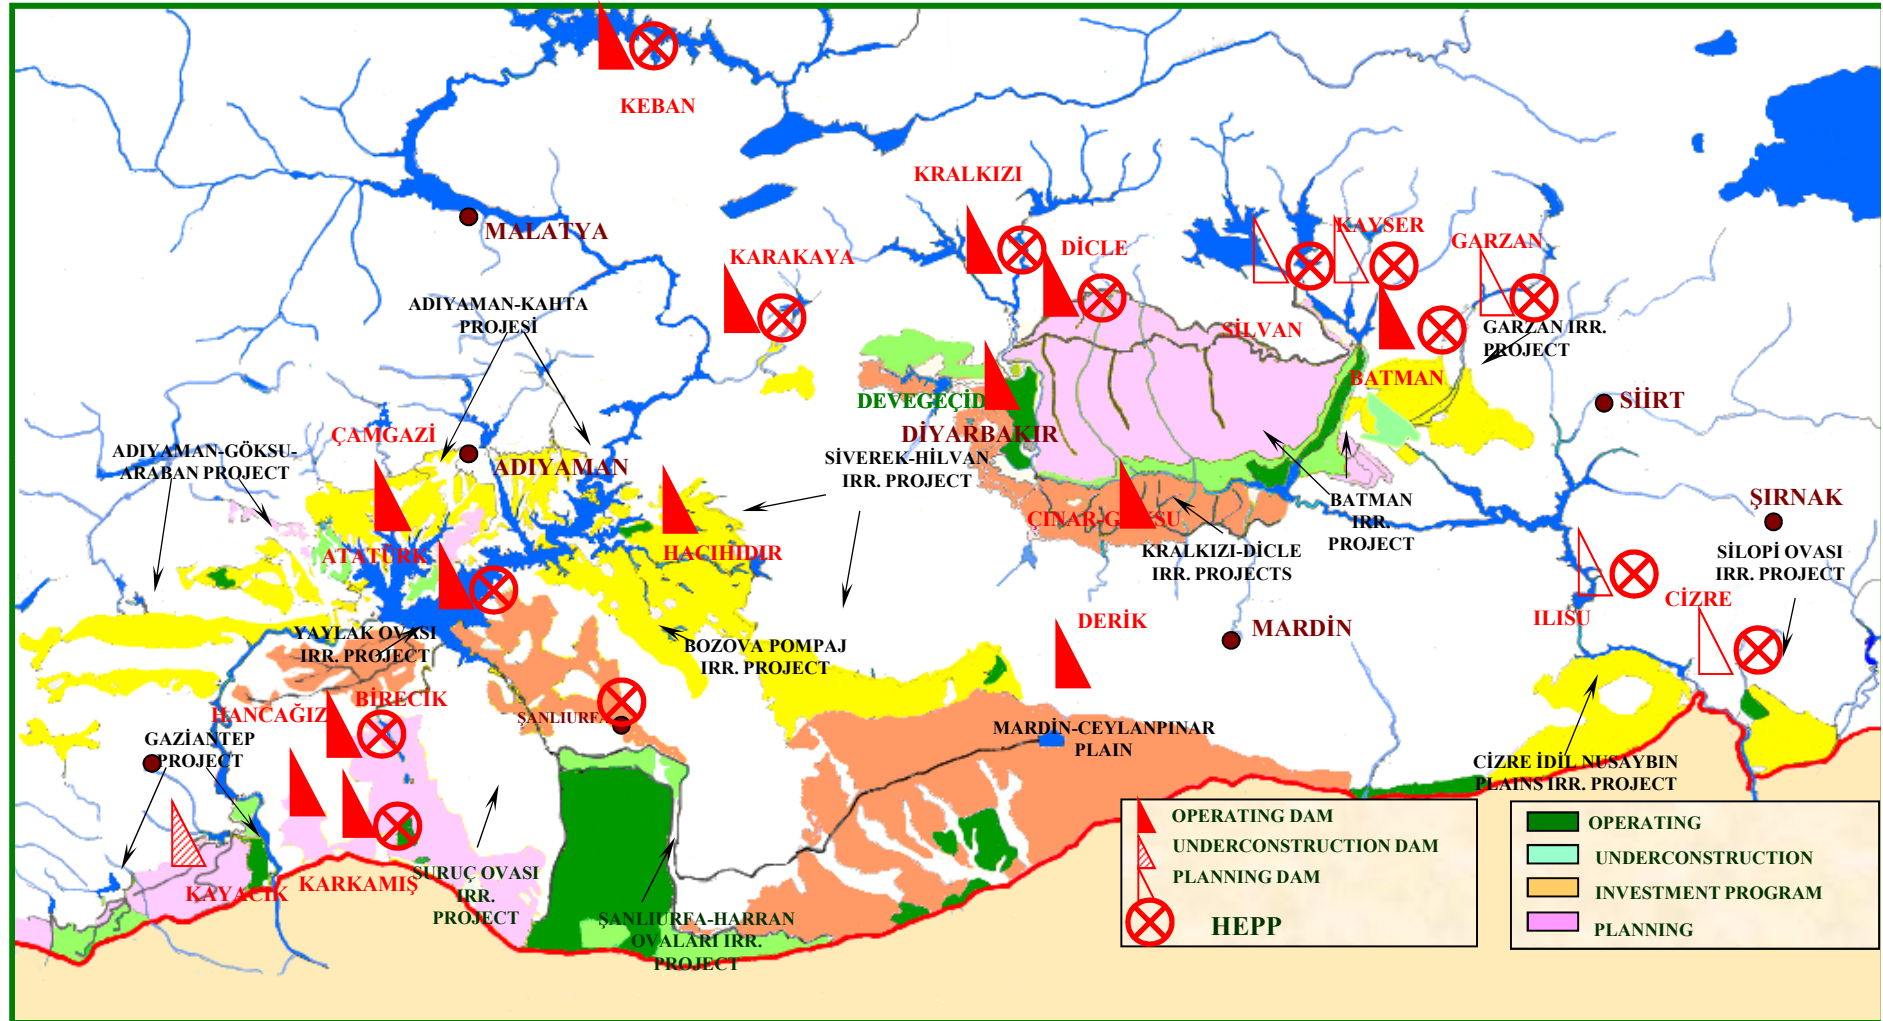 KEBAN
KRALKIZI
MALATYA
KARAKAYA
DİCLE
KAYSER
GARZAN
ADIYAMAN-KAHTA
PROJESİ
SİLVAN
GARZAN IRR.
PROJECT
BATMAN
DEVEGEÇİD
SİİRT
ÇAMGAZİ
DİYARBAKIR
ADIYAMAN-GÖKSU-
ARABAN PROJECT
ADIYAMAN
SİVEREK-HİLVAN
IRR. PROJECT
BATMAN
IRR.
PROJECT
ŞIRNAK
ÇINAR-GÖKSU
ATATÜRK
HACIHIDIR
KRALKIZI-DİCLE
IRR. PROJECTS
SİLOPİ OVASI
IRR. PROJECT
CİZRE
ILISU
DERİK
MARDİN
YAYLAK OVASI
IRR. PROJECT
BOZOVA POMPAJ
IRR. PROJECT
BİRECİK
HANCAĞIZ
ŞANLIURFA
MARDİN-CEYLANPINAR
PLAIN
GAZİANTEP
PROJECT
CİZRE İDİL NUSAYBIN
PLAINS IRR. PROJECT
KAYACIK
KARKAMIŞ
SURUÇ OVASI
IRR.
PROJECT
ŞANLIURFA-HARRAN
OVALARI IRR.
PROJECT
OPERATING DAM
UNDERCONSTRUCTION DAM
PLANNING DAM
HEPP
OPERATING
UNDERCONSTRUCTION
INVESTMENT PROGRAM
PLANNING